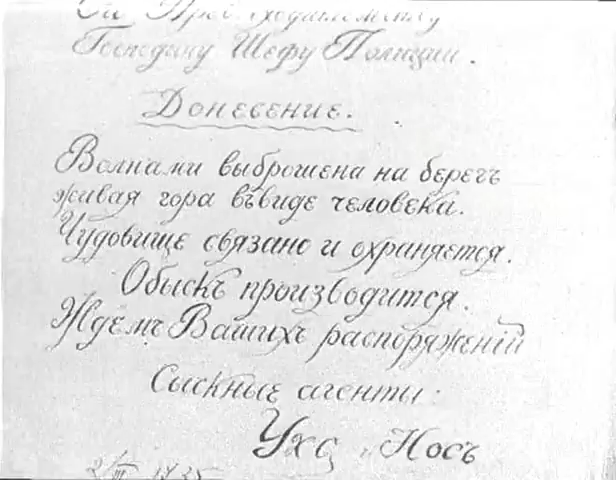 Превосходительству
Господину Шефу Полиции.
Донесение.
Волнами выброшена на берегъ
живая гора въвиде человека.
Чудовище связано и охраняется.
Обыскъ производится.
Ждемъ Вашихъ распоряжений
Сыскные агенты:
Ухо и Носъ